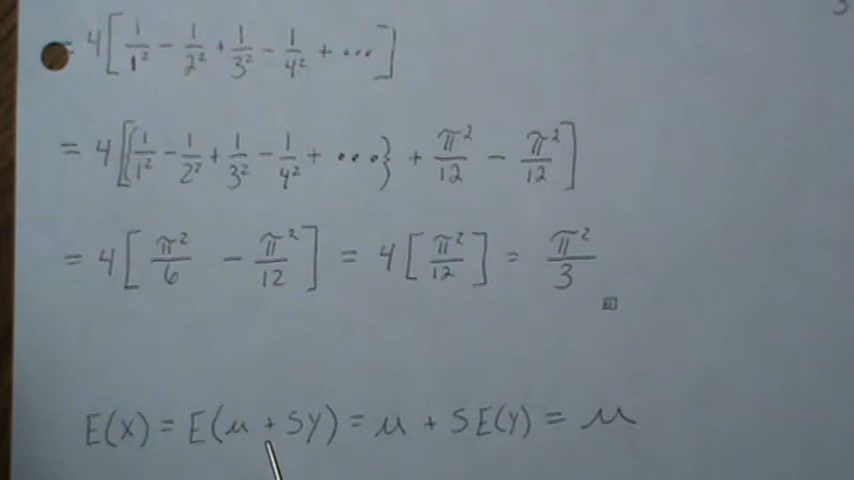 = 4[1/1² - 1/2² + 1/3² - 1/4² + ...]
= 4[{1/1² - 1/2² + 1/3² - 1/4² + ...} + π²/12 - π²/12]
= 4[π²/6 - π²/12] = 4[π²/12] = π²/3
E(X) = E(μ + SY) = μ + SE(Y) = μ